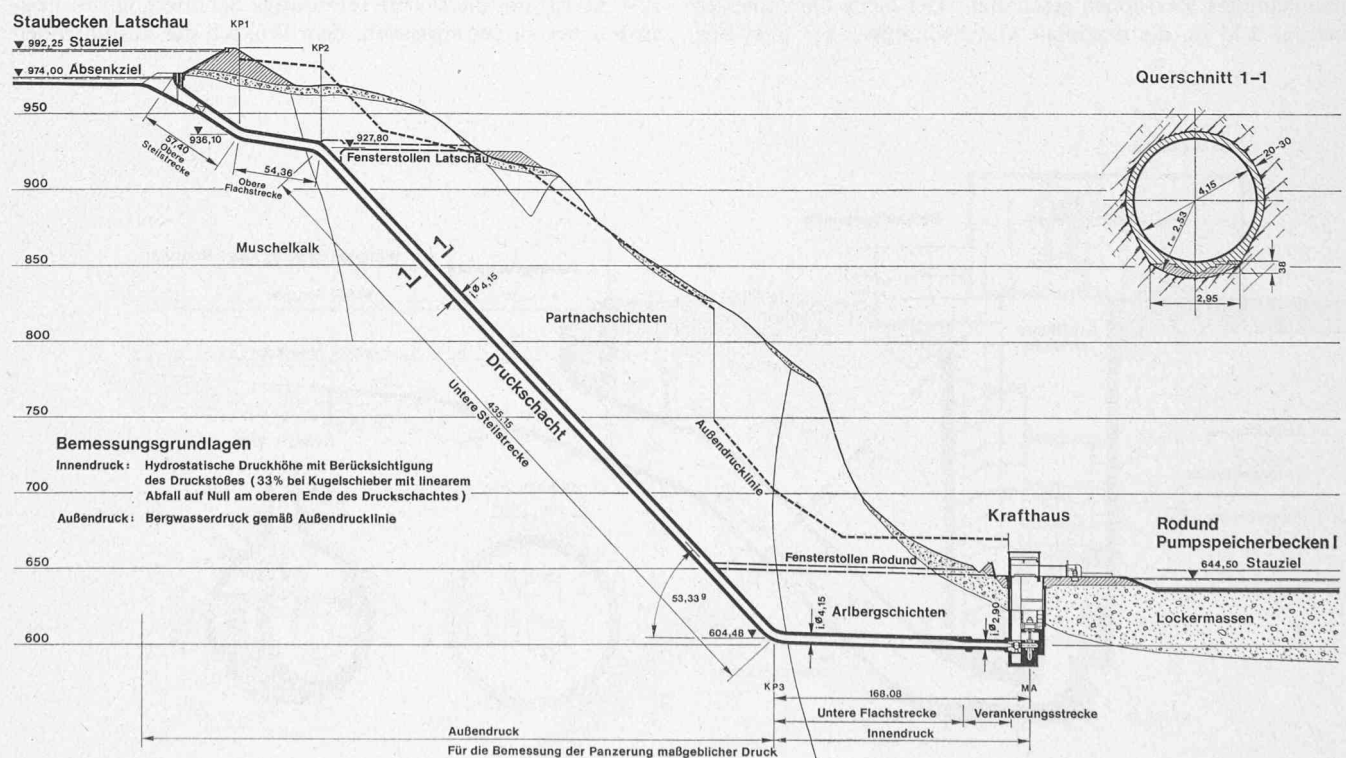 Staubecken Latschau
992,25 Stauziel
974,00 Absenkziel
KP1
KP2
950
936,10
927,80
57,40
Obere
Steilstrecke
54,36
Obere
Flachstrecke
Fensterstollen Latschau
900
Muschelkalk
850
1
1
i.Ø4,15
Partnachschichten
800
Druckschacht
435,15
Untere Steilstrecke
750
Außendrucklinie
700
Bemessungsgrundlagen
Innendruck: Hydrostatische Druckhöhe mit Berücksichtigung
des Druckstoßes (33% bei Kugelschieber mit linearem
Abfall auf Null am oberen Ende des Druckschachtes)
Außendruck: Bergwasserdruck gemäß Außendrucklinie
650
600
53,33g
604,48
Fensterstollen Rodund
Arlbergschichten
i.Ø4,15
i.Ø2,90
Krafthaus
Rodund
Pumpspeicherbecken I
644,50 Stauziel
Lockermassen
KP3
168.08
MA
Untere Flachstrecke
Verankerungsstrecke
Außendruck
Innendruck
Für die Bemessung der Panzerung maßgeblicher Druck
Querschnitt 1–1
20–30
4,15
r = 2,53
38
2,95